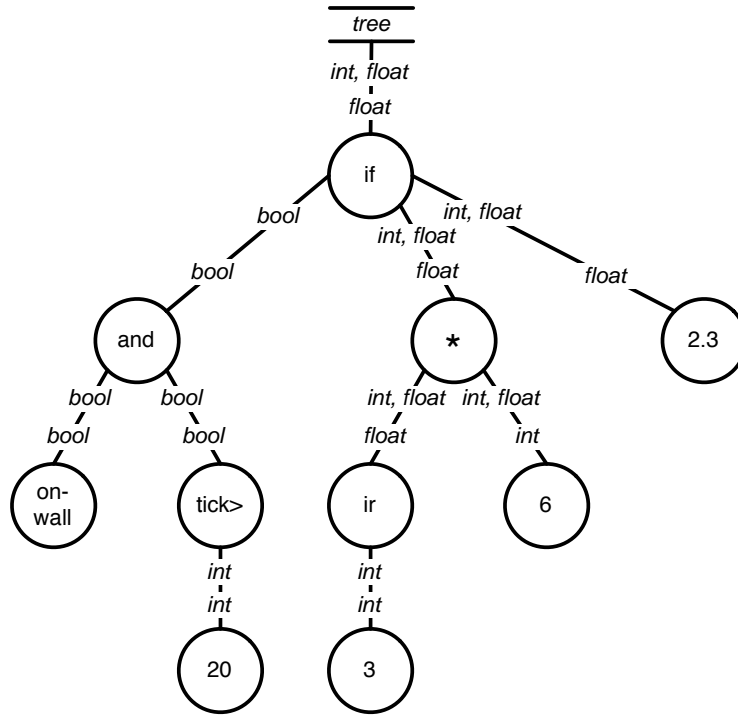 tree
int, float
float
if
bool
int, float
int, float
bool
float
float
and
*
2.3
bool
bool
int, float
int, float
bool
bool
float
int
on-
wall
tick>
ir
6
int
int
int
int
20
3